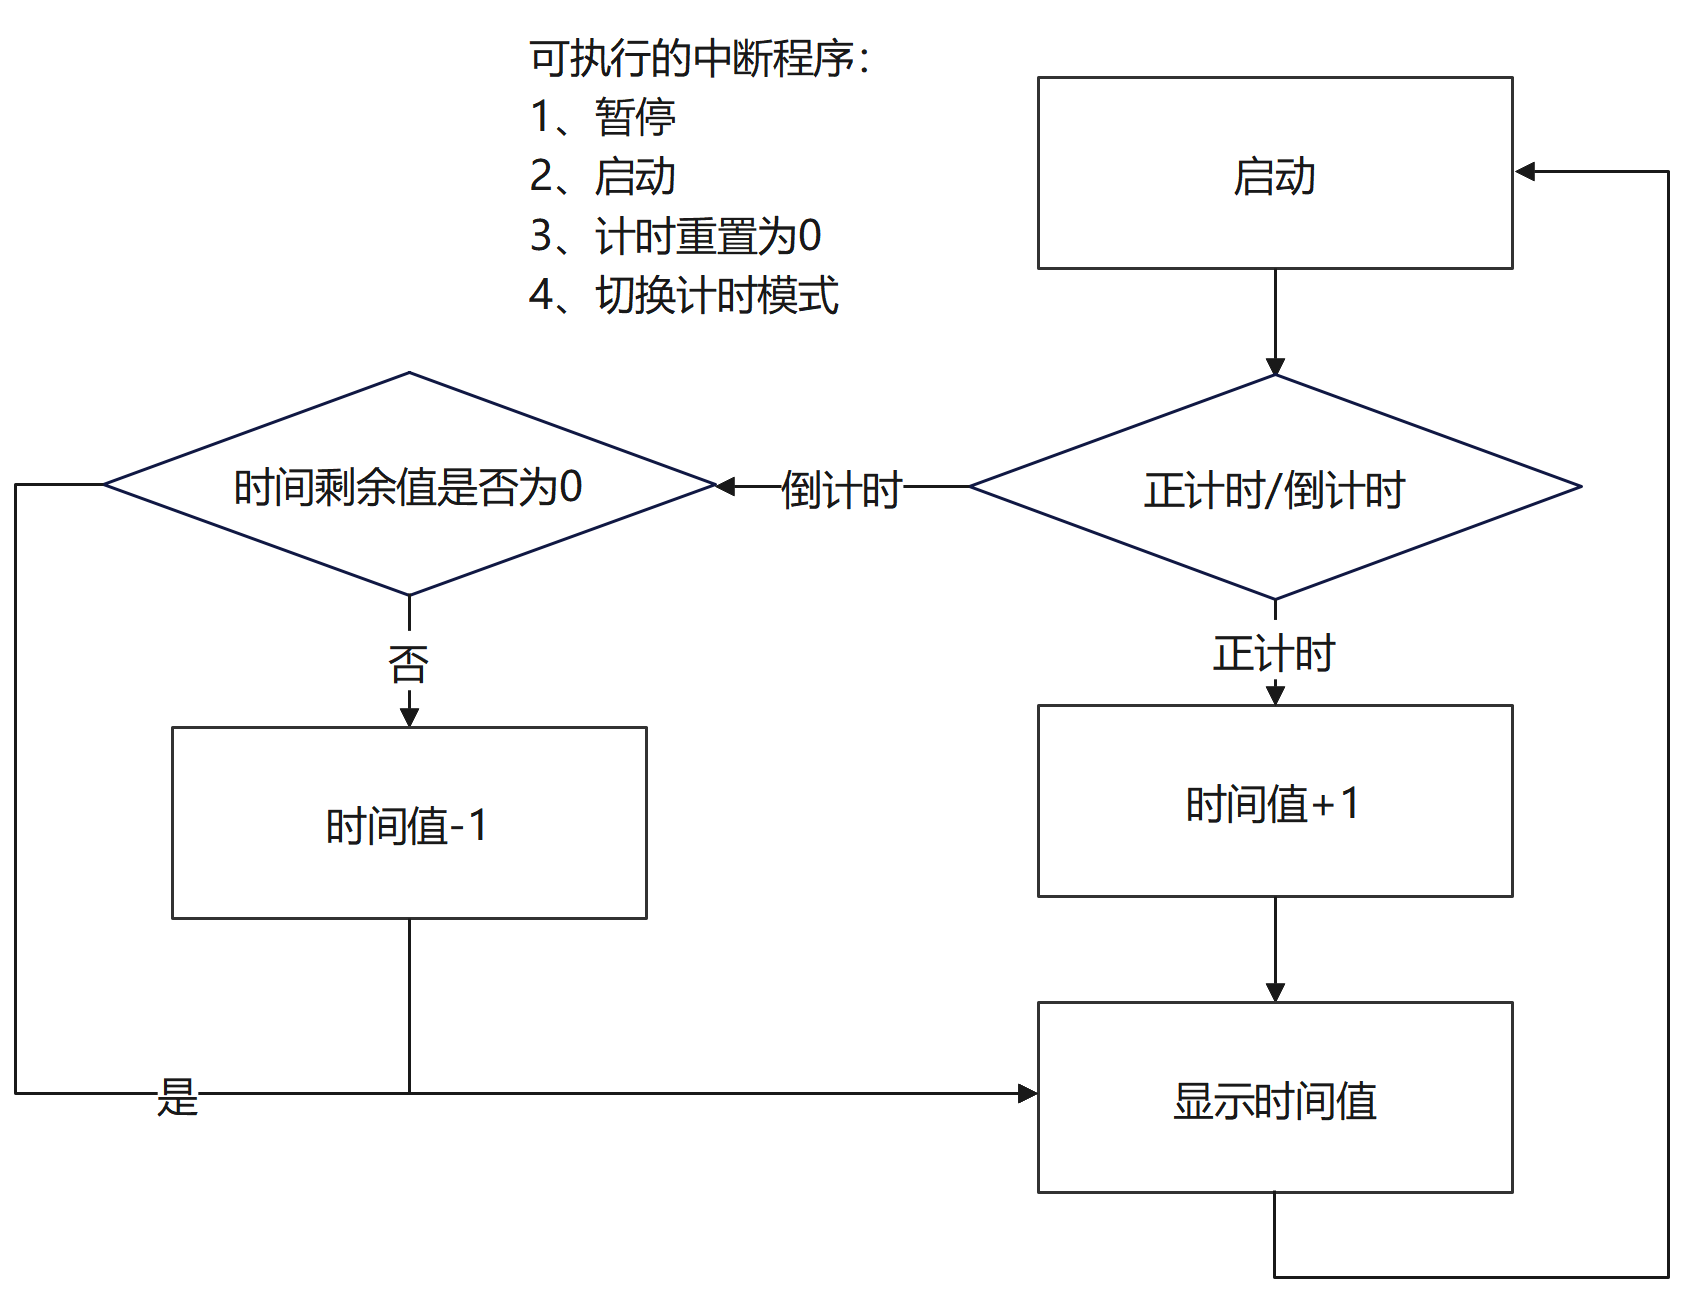 可执行的中断程序：
1、暂停
2、启动
3、计时重置为0
4、切换计时模式
启动
时间剩余值是否为0
倒计时
正计时/倒计时
否
正计时
时间值-1
时间值+1
是
显示时间值